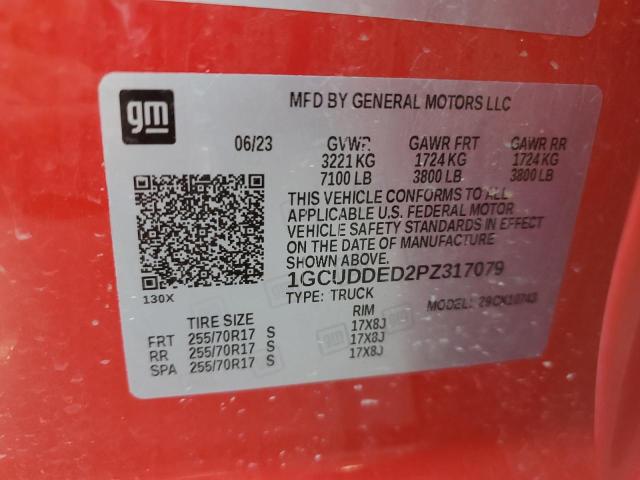 gm
MFD BY GENERAL MOTORS LLC
06/23 GVWR GAWR FRT GAWR RR
3221 KG 1724 KG 1724 KG
7100 LB 3800 LB 3800 LB
THIS VEHICLE CONFORMS TO ALL
APPLICABLE U.S. FEDERAL MOTOR
VEHICLE SAFETY STANDARDS IN EFFECT
ON THE DATE OF MANUFACTURE
SHOWN ABOVE.
1GCUDDED2PZ317079
130X
TYPE: TRUCK MODEL:
TIRE SIZE RIM
FRT 255/70R17 S 17X8J
RR 255/70R17 S 17X8J
SPA 255/70R17 S 17X8J